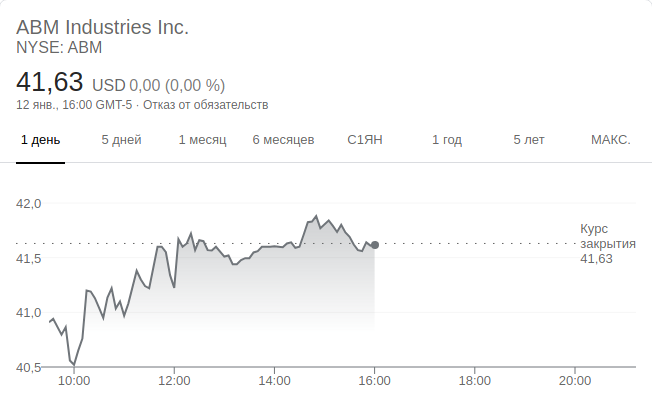 ABM Industries Inc.
NYSE: ABM
41,63 USD 0,00 (0,00 %)
12 янв., 16:00 GMT-5 · Отказ от обязательств
1 день 5 дней 1 месяц 6 месяцев С1ЯН 1 год 5 лет МАКС.
42,0
41,5
41,0
40,5
Курс
закрытия
41,63
10:00 12:00 14:00 16:00 18:00 20:00